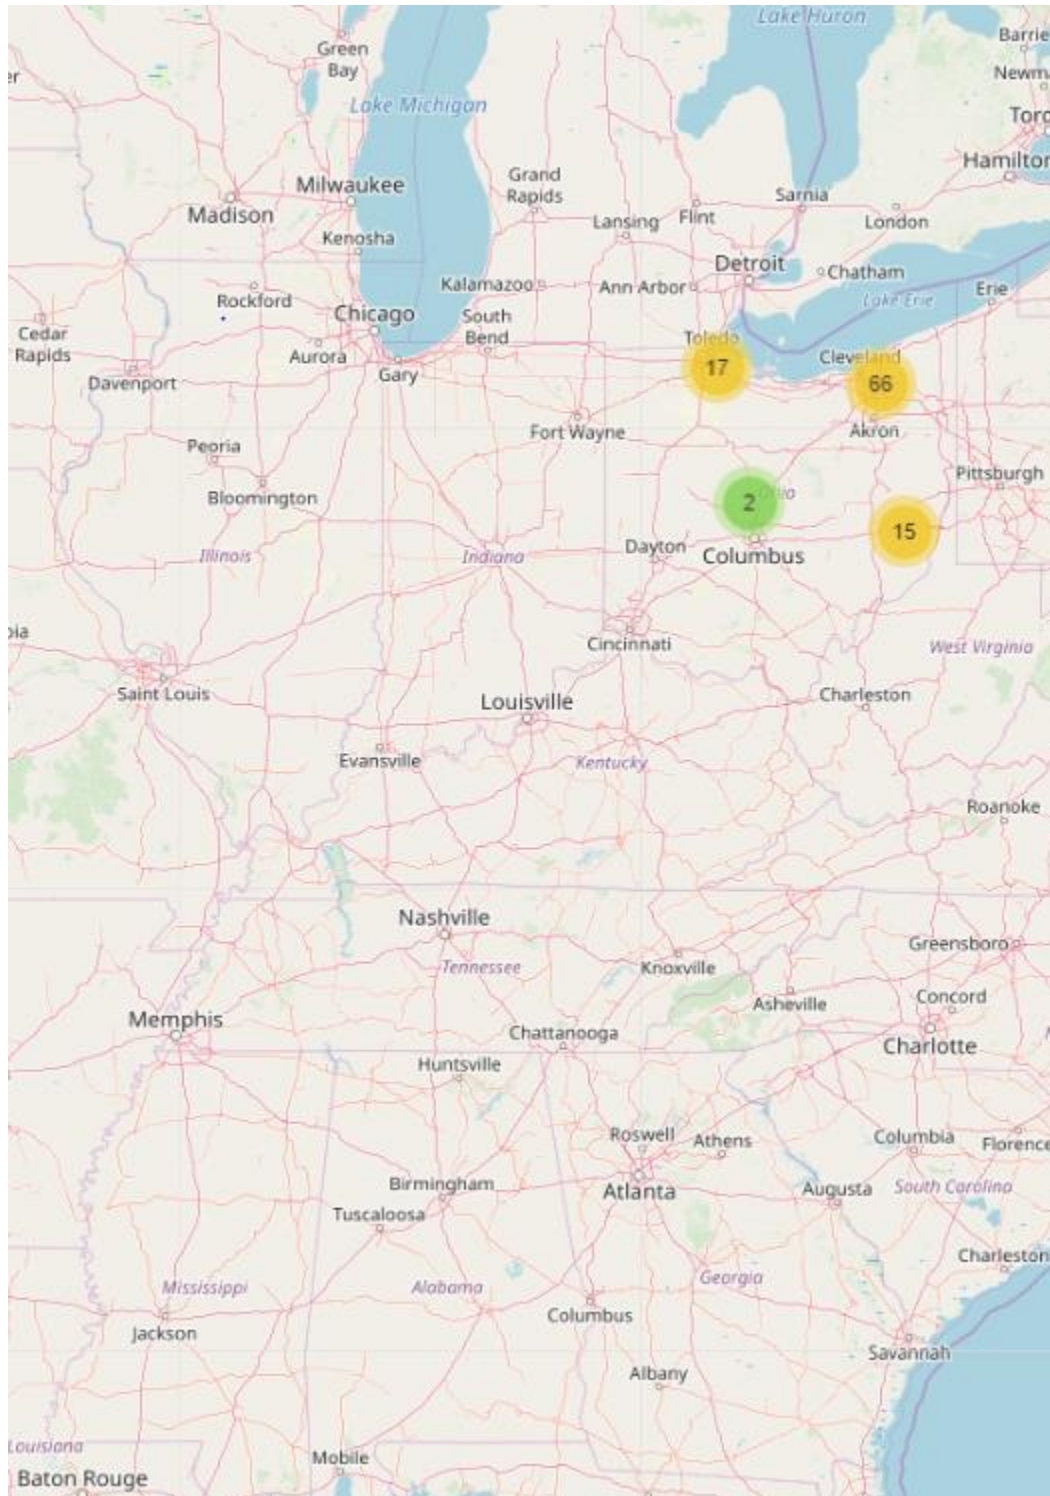 Lake Huron
Barrie
Green
Bay
Newm
er
Lake Michigan
Toro
Hamilton
Grand
Rapids
Milwaukee
Madison
Sarnia
Lansing
Flint
London
Kenosha
Detroit
Chatham
Kalamazoo
Ann Arbor
Erie
Rockford
Lake Erie
Chicago
South
Bend
Cedar
Rapids
Toledo
Aurora
Cleveland
17
66
Davenport
Gary
Fort Wayne
Akron
Peoria
Pittsburgh
Bloomington
Ohio
2
15
Illinois
Indiana
Dayton
Columbus
bia
Cincinnati
West Virginia
Saint Louis
Louisville
Charleston
Evansville
Kentucky
Roanoke
Nashville
Greensboro
Tennessee
Knoxville
Asheville
Concord
Memphis
Chattanooga
Charlotte
Huntsville
Roswell
Athens
Columbia
Florence
Birmingham
Atlanta
Augusta
South Carolina
Tuscaloosa
Charleston
Mississippi
Alabama
Georgia
Columbus
Jackson
Savannah
Albany
Louisiana
Mobile
Baton Rouge